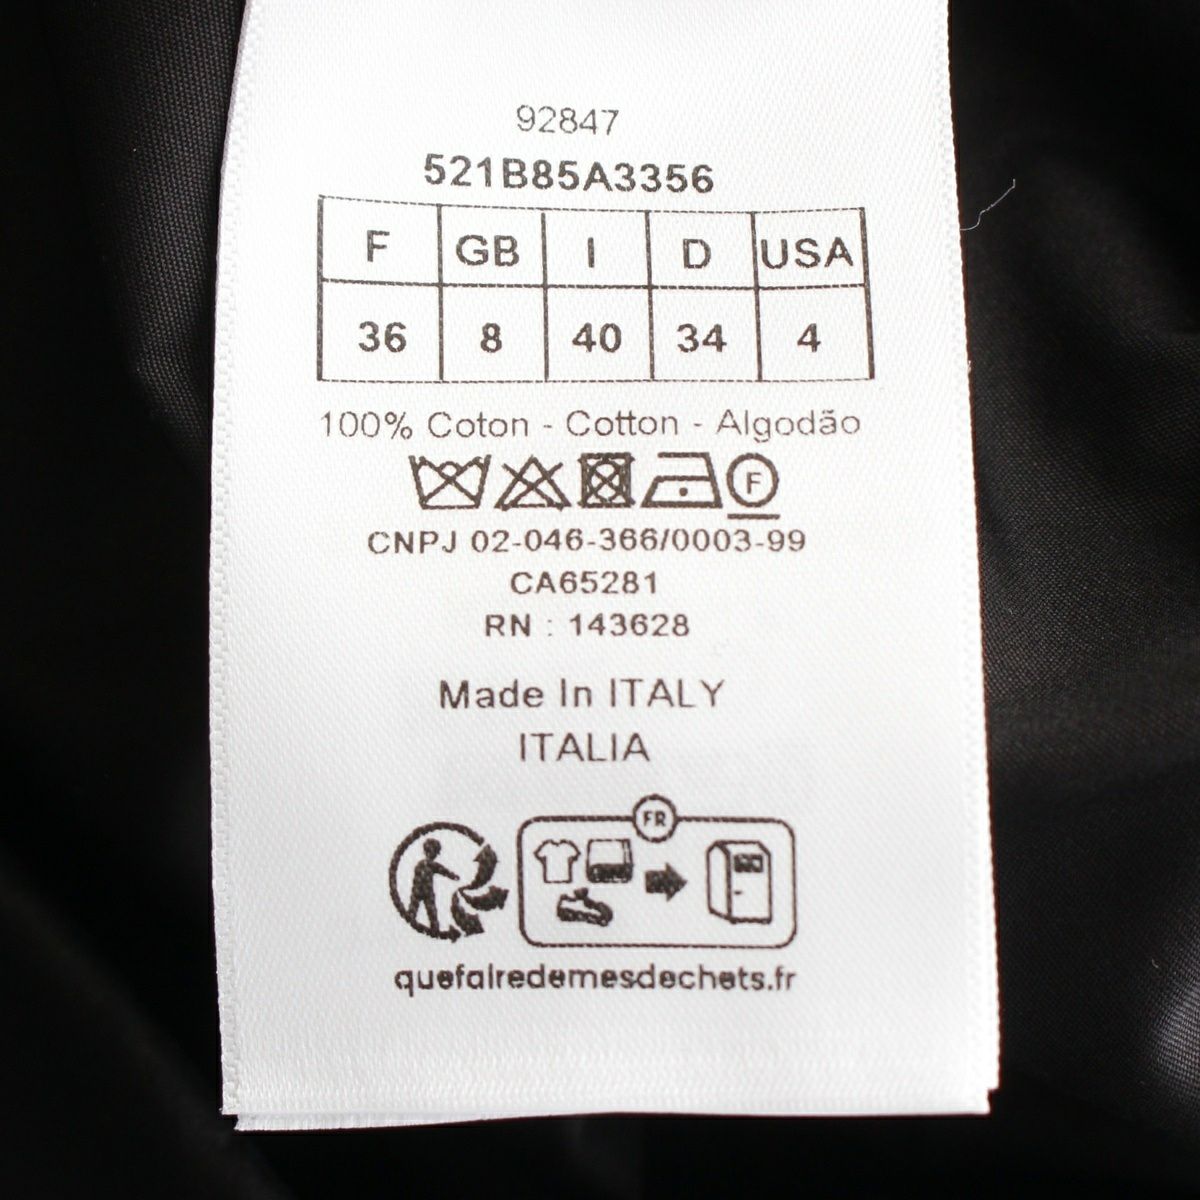 92847
521B85A3356
F GB I D USA
36 8 40 34 4
100% Coton - Cotton - Algodão
F
CNPJ 02-046-366/0003-99
CA65281
RN : 143628
Made In ITALY
ITALIA
FR
quefairedemesdechets.fr